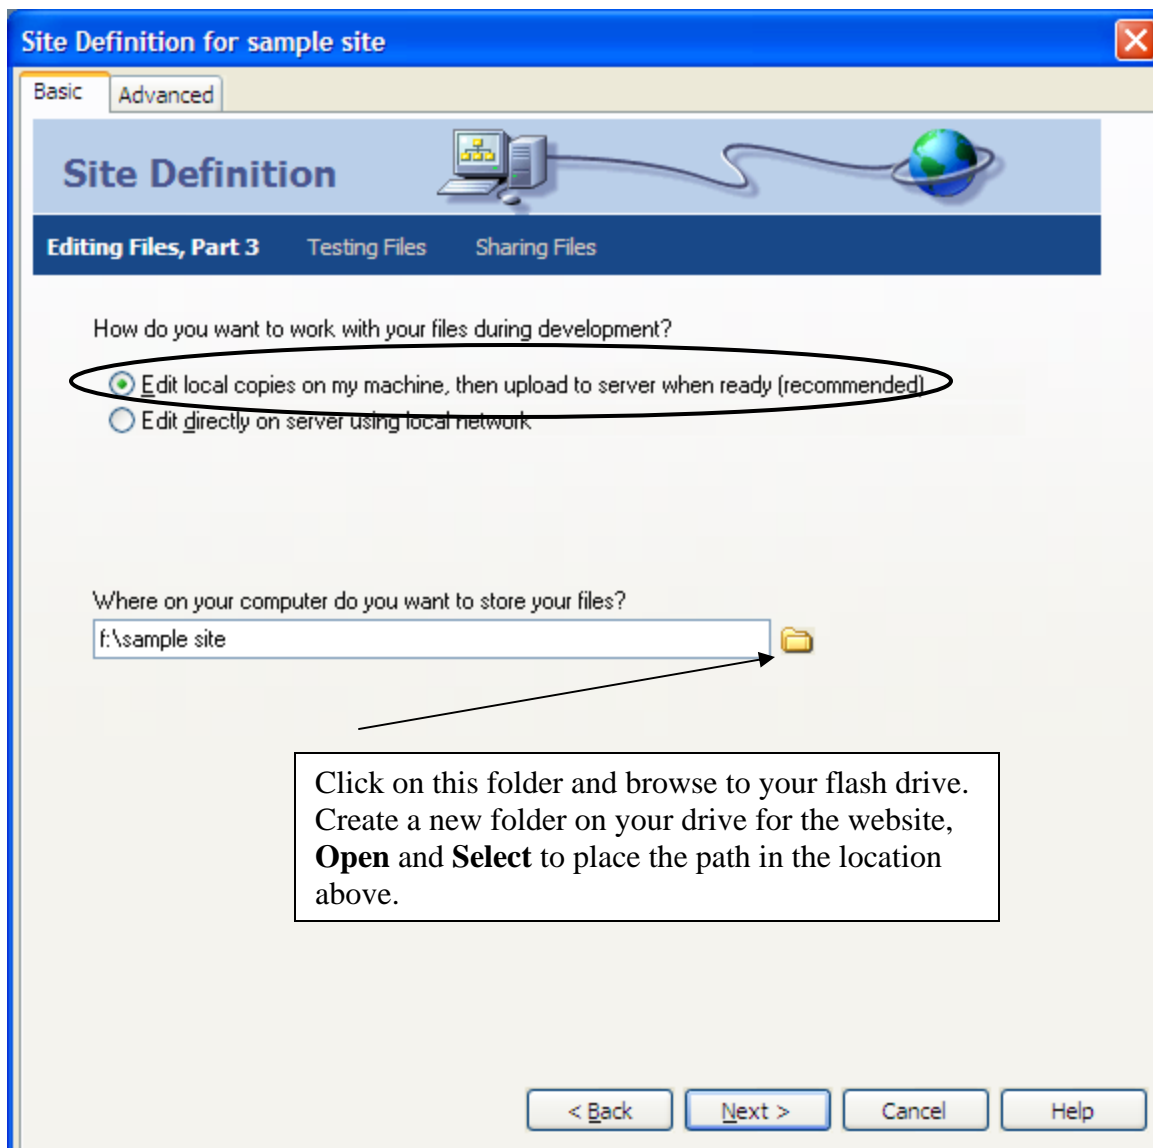 Site Definition for sample site
Basic
Advanced
Site Definition
Editing Files, Part 3 Testing Files Sharing Files
How do you want to work with your files during development?
Edit local copies on my machine, then upload to server when ready (recommended)
Edit directly on server using local network
Where on your computer do you want to store your files?
f:\sample site
Click on this folder and browse to your flash drive.
Create a new folder on your drive for the website,
Open and Select to place the path in the location
above.
< Back Next > Cancel Help